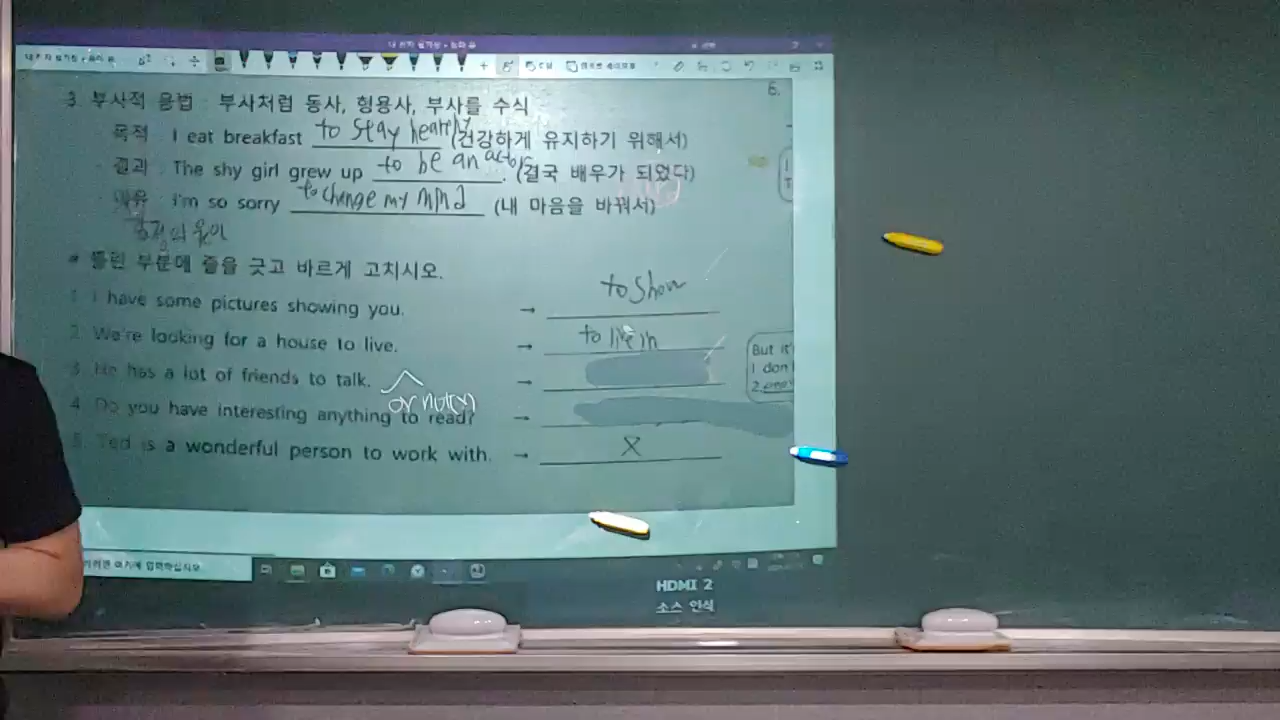 3. 부사적 용법 : 부사처럼 동사, 형용사, 부사를 수식
6.
목적 : I eat breakfast to stay healthy (건강하게 유지하기 위해서)
결과 : The shy girl grew up to be an actor. (결국 배우가 되었다)
I'm so sorry to change my mind (내 마음을 바꿔서)
감정의 원인
* 틀린 부분에 줄을 긋고 바르게 고치시오.
1. I have some pictures showing you. → to show
2. We're looking for a house to live. → to live in
3. He has a lot of friends to talk. →
4. Do you have interesting anything to read? →
or not(x)
5. Ted is a wonderful person to work with. → X
But it'
I don
2.
HDMI 2
소스 인식